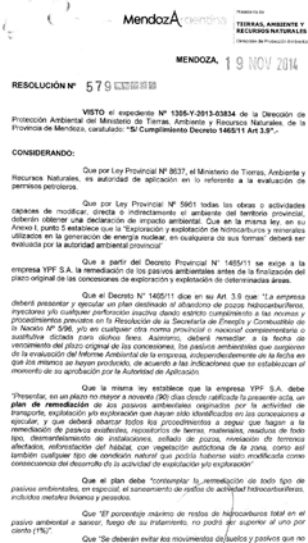 Mendoza
TIERRAS, AMBIENTE Y
RECURSOS NATURALES
Dirección de Protección Ambiental
MENDOZA, 19 NOV 2014
RESOLUCIÓN Nº 579
VISTO el expediente Nº 1305-Y-2013-03834 de la Dirección de
Protección Ambiental del Ministerio de Tierras, Ambiente y Recursos Naturales, de la
Provincia de Mendoza, caratulado: "S/ Cumplimiento Decreto 1465/11 Art 3.9".-
CONSIDERANDO:
Que por Ley Provincial Nº 8637, el Ministerio de Tierras, Ambiente y
Recursos Naturales, es autoridad de aplicación en lo referente a la evaluación de
permisos petroleros.
Que por Ley Provincial Nº 5961 todas las obras o actividades
capaces de modificar, directa o indirectamente el ambiente del territorio provincial,
deberán obtener una declaración de impacto ambiental. Que en la misma ley, en su
Anexo I, punto 5 establece que la "Exploración y explotación de hidrocarburos y minerales
utilizados en la generación de energía nuclear, en cualquiera de sus formas" deberá ser
evaluada por la autoridad ambiental provincial"
Que a partir del Decreto Provincial Nº 1465/11 se exige a la
empresa YPF S.A. la remediación de los pasivos ambientales antes de la finalización del
plazo original de las concesiones de exploración y explotación de determinadas áreas.
Que el Decreto Nº 1465/11 dice en su Art. 3.9 que: "La empresa
deberá presentar y ejecutar un plan destinado al abandono de pozos hidrocarburíferos,
inyectores y/o cualquier perforación inactiva dando estricto cumplimiento a las normas y
procedimientos previstos en la Resolución de la Secretaría de Energía y Combustible de
la Nación Nº 5/96, y/o en cualquier otra norma provincial o nacional complementaria o
sustitutiva dictada para dichos fines. Asimismo, deberá remediar, a la fecha de
vencimiento del plazo original de las concesiones, los pasivos ambientales que surgieren
de la evaluación del Informe Ambiental de la empresa, independientemente de la fecha en
que los mismos se hayan producido, de acuerdo a las indicaciones que se establezcan al
momento de su aprobación por la Autoridad de Aplicación.
Que la misma ley establece que la empresa YPF S.A. debe
"Presentar, en un plazo no mayor a noventa (90) días desde ratificada la presente acta, un
plan de remediación de los pasivos ambientales originados por la actividad de
transporte, explotación y/o exploración que hayan sido identificados en las concesiones a
ejecutar, y que deberá abarcar todos los procedimientos a seguir que hagan a la
remediación de pasivos existentes, repositorios de tierras, materiales, residuos de todo
tipo, desmantelamiento de instalaciones, sellado de pozos, nivelación de terrenos
afectados, reforestación del hábitat, con vegetación autóctona de la zona, como así
también cualquier tipo de condición natural que podría haberse visto modificada como
consecuencia del desarrollo de la actividad de explotación y/o exploración"
Que el plan debe "contemplar la remediación de todo tipo de
pasivos ambientales, en especial, el saneamiento de restos de actividad hidrocarburífera,
incluidos metales livianos y pesados.
Que "El porcentaje máximo de restos de hidrocarburos total en el
pasivo ambiental a sanear, luego de su tratamiento, no podrá ser superior al uno por
ciento (1%)".
Que "Se deberán evitar los movimientos de suelos y pasivos que no